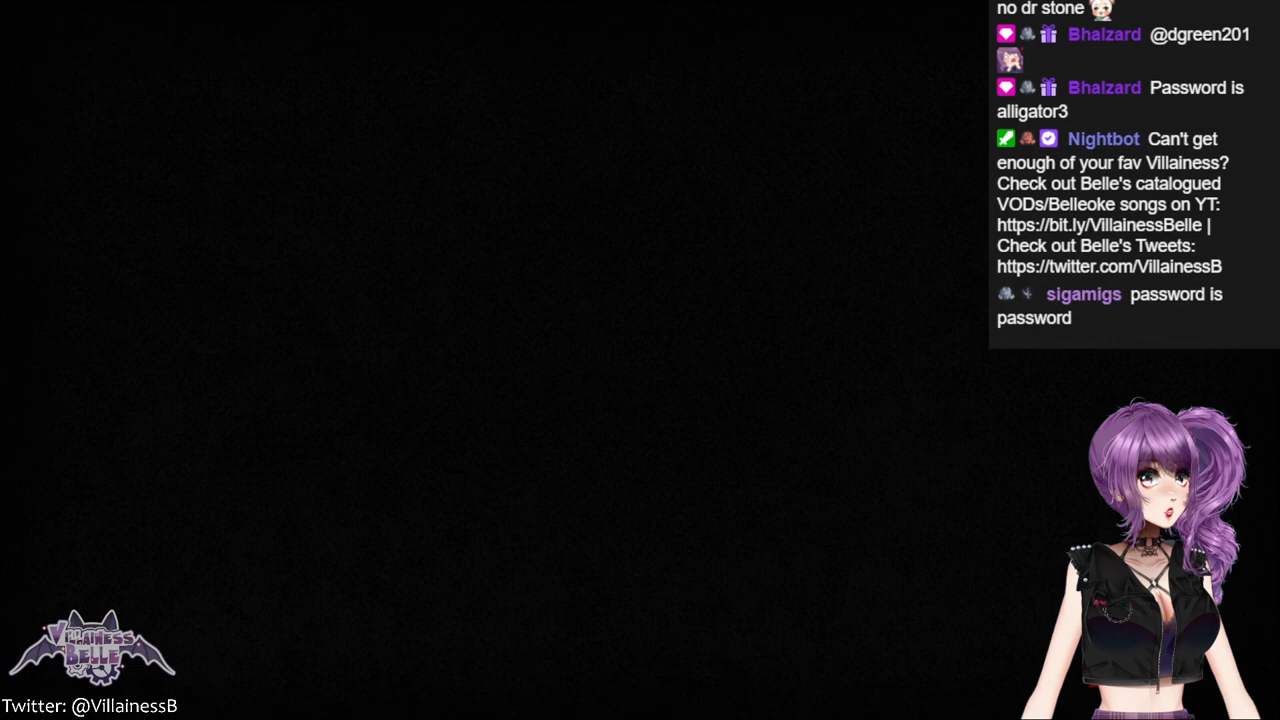 no dr stone
Bhalzard @dgreen201
Bhalzard Password is
alligator3
Nightbot Can't get
enough of your fav Villainess?
Check out Belle's catalogued
VODs/Belleoke songs on YT:
https://bit.ly/VillainessBelle |
Check out Belle's Tweets:
https://twitter.com/VillainessB
sigamigs password is
password
VILLAINESS
BELLE
Twitter: @VillainessB